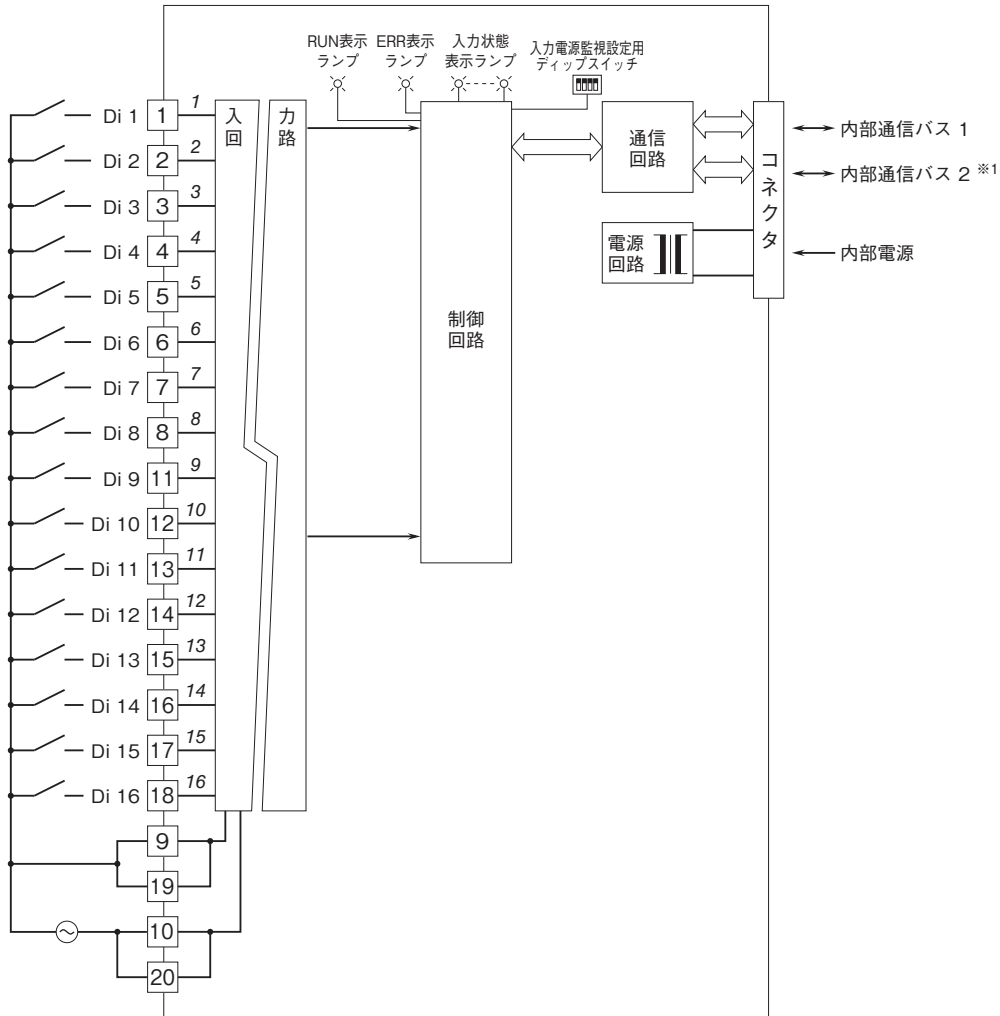 RUN表示
ランプ
ERR表示
ランプ
入力状態
表示ランプ
入力電源監視設定用
ディップスイッチ
Di 1 1 1
Di 2 2 2
Di 3 3 3
Di 4 4 4
Di 5 5 5
Di 6 6 6
Di 7 7 7
Di 8 8 8
Di 9 11 9
Di 10 12 10
Di 11 13 11
Di 12 14 12
Di 13 15 13
Di 14 16 14
Di 15 17 15
Di 16 18 16
9
19
10
20
入力
回路
制御
回路
通信
回路
電源
回路
コネクタ
内部通信バス 1
内部通信バス 2 ※1
内部電源